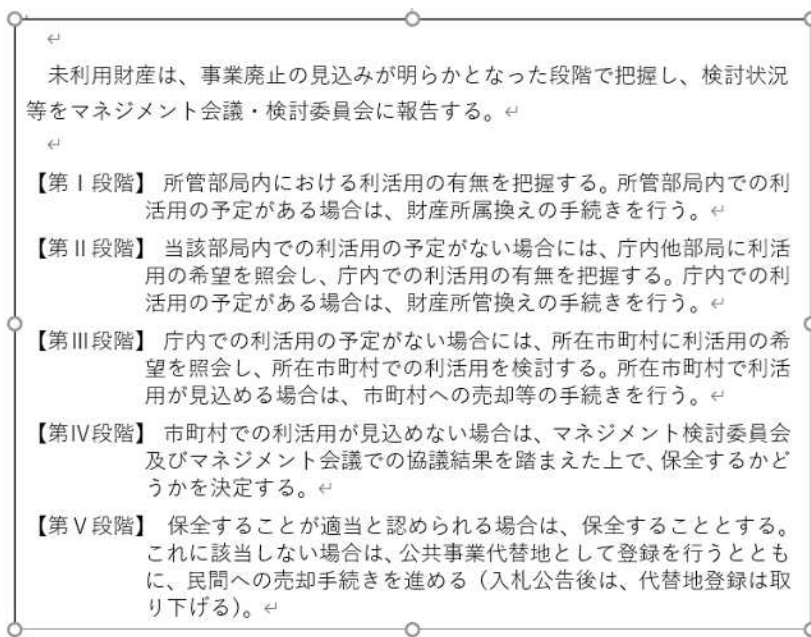 未利用財産は、事業廃止の見込みが明らかとなった段階で把握し、検討状況
等をマネジメント会議・検討委員会に報告する。
【第Ⅰ段階】 所管部局内における利活用の有無を把握する。所管部局内での利
活用の予定がある場合は、財産所属換えの手続きを行う。
【第Ⅱ段階】 当該部局内での利活用の予定がない場合には、庁内他部局に利活
用の希望を照会し、庁内での利活用の有無を把握する。庁内での利
活用の予定がある場合は、財産所管換えの手続きを行う。
【第Ⅲ段階】 庁内での利活用の予定がない場合には、所在市町村に利活用の希
望を照会し、所在市町村での利活用を検討する。所在市町村で利活
用が見込める場合は、市町村への売却等の手続きを行う。
【第Ⅳ段階】 市町村での利活用が見込めない場合は、マネジメント検討委員会
及びマネジメント会議での協議結果を踏まえた上で、保全するかど
うかを決定する。
【第Ⅴ段階】 保全することが適当と認められる場合は、保全することとする。
これに該当しない場合は、公共事業代替地として登録を行うととも
に、民間への売却手続きを進める（入札公告後は、代替地登録は取
り下げる）。